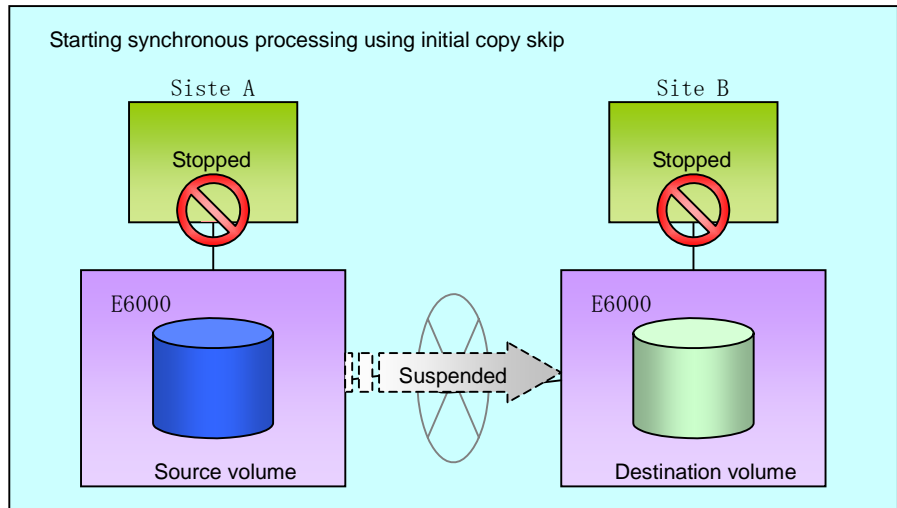 Starting synchronous processing using initial copy skip
Siste A
Site B
Stopped
Stopped
E6000
E6000
Suspended
Source volume
Destination volume